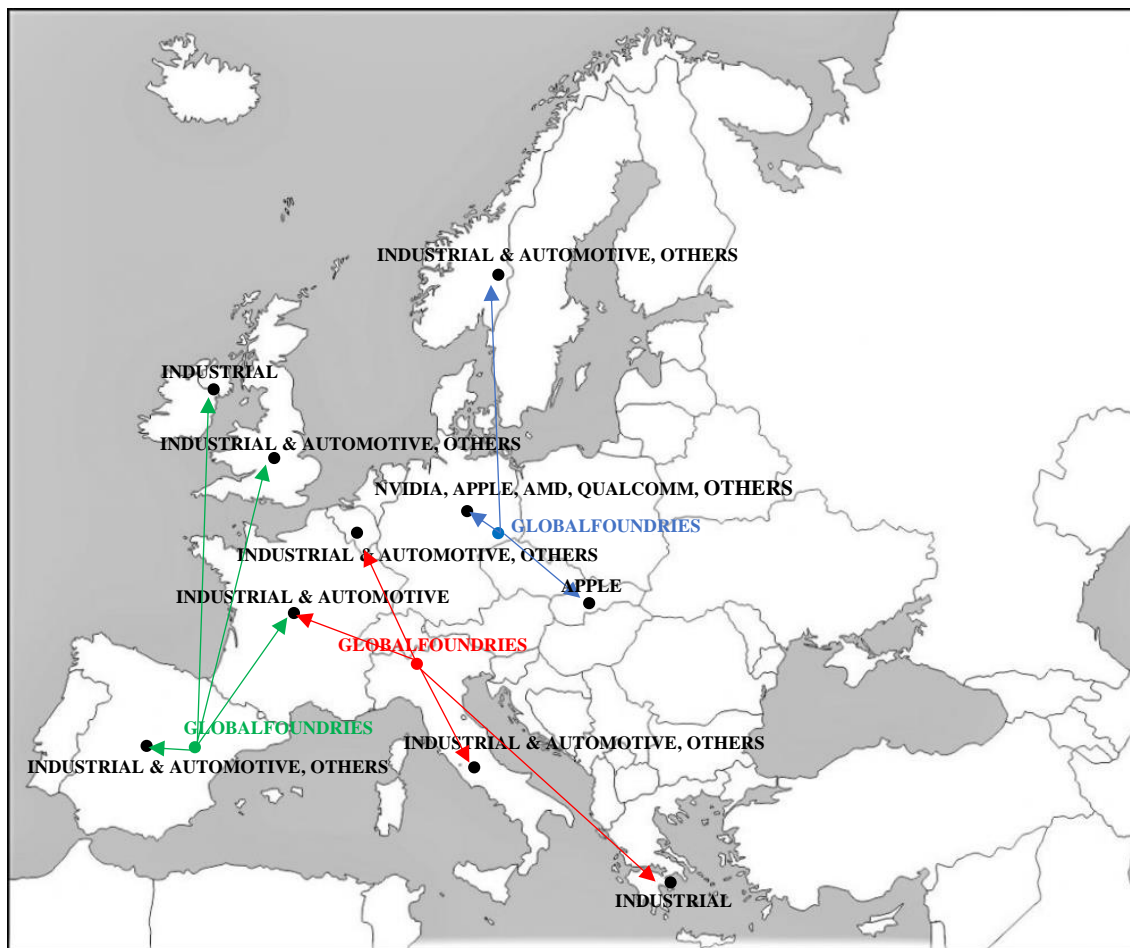 INDUSTRIAL & AUTOMOTIVE, OTHERS
INDUSTRIAL
INDUSTRIAL & AUTOMOTIVE, OTHERS
NVIDIA, APPLE, AMD, QUALCOMM, OTHERS
GLOBALFOUNDRIES
INDUSTRIAL & AUTOMOTIVE, OTHERS
APPLE
INDUSTRIAL & AUTOMOTIVE
GLOBALFOUNDRIES
GLOBALFOUNDRIES
INDUSTRIAL & AUTOMOTIVE, OTHERS
INDUSTRIAL & AUTOMOTIVE, OTHERS
INDUSTRIAL